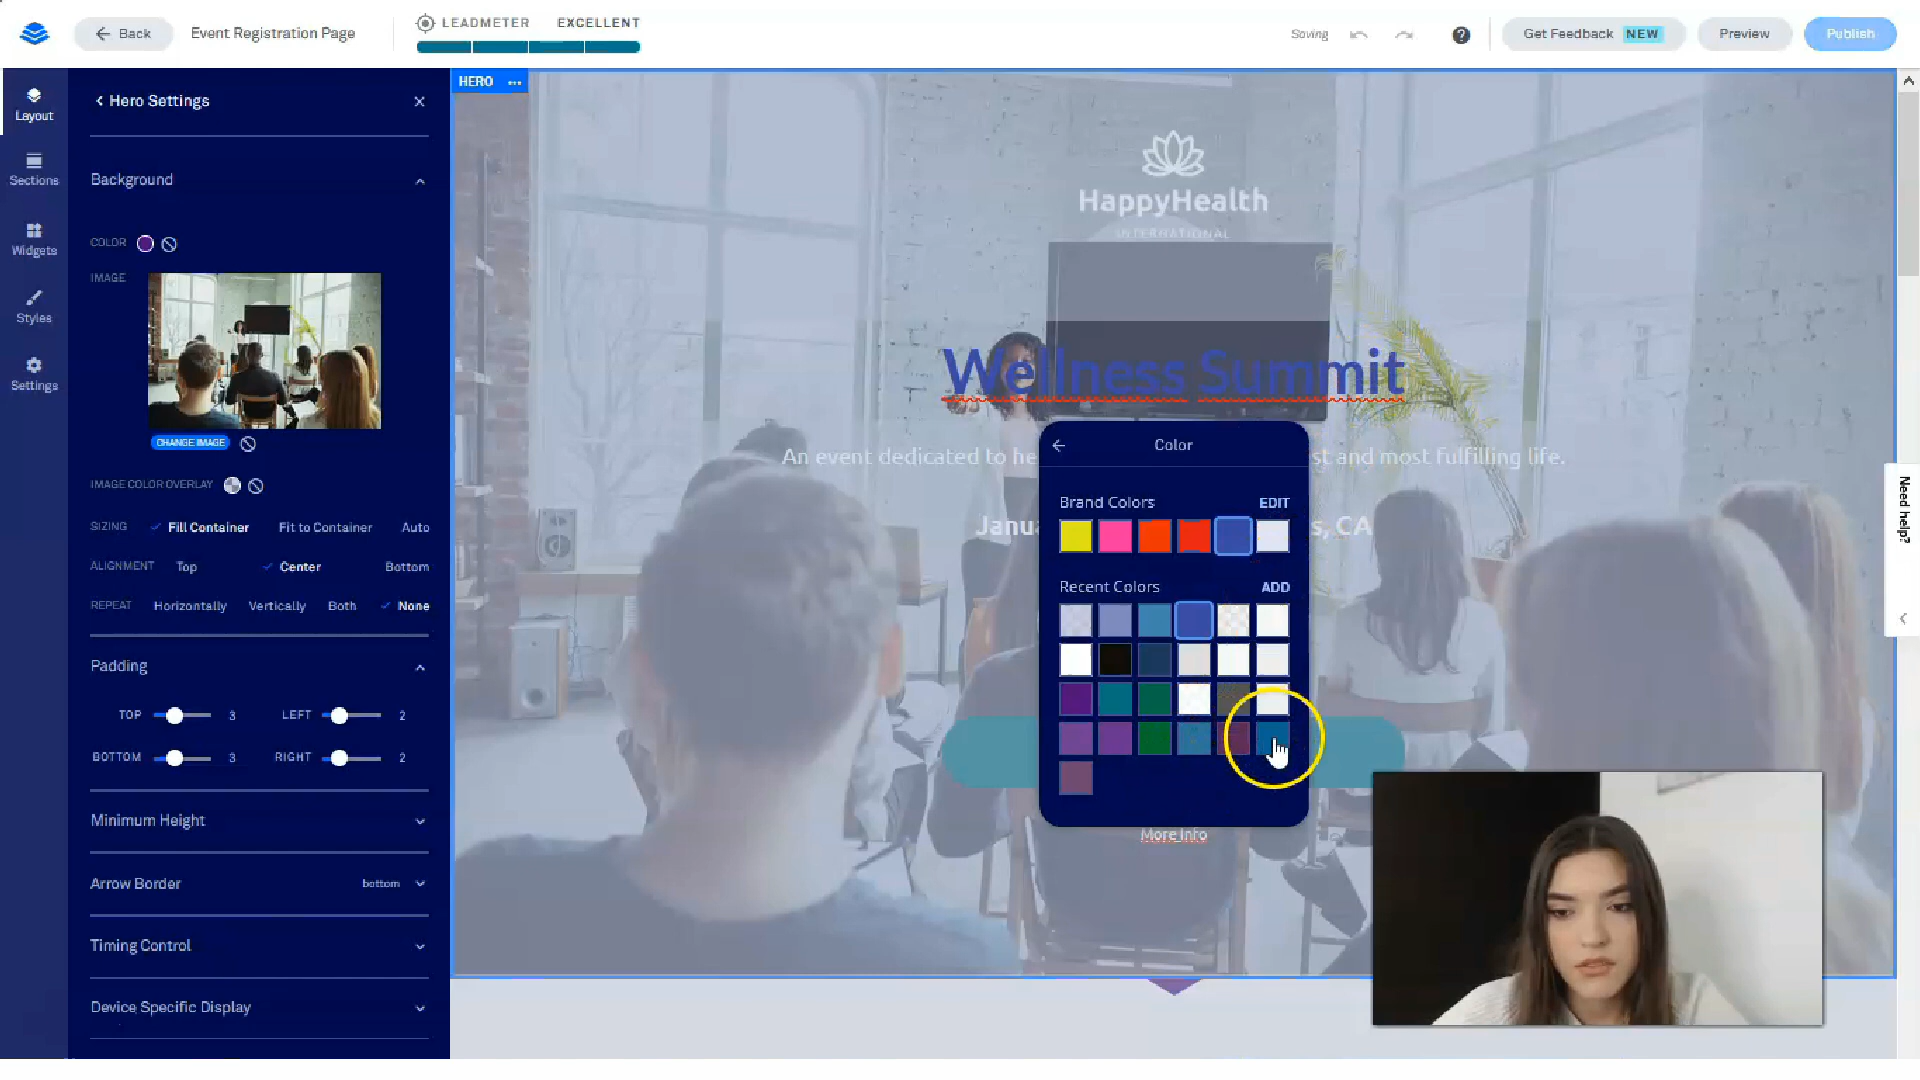 Back
Event Registration Page
LEADMETER EXCELLENT
Saving
?
Get Feedback NEW
Preview
Publish
Layout
Sections
Widgets
Styles
Settings
Hero Settings
Background
COLOR
IMAGE
CHANGE IMAGE
IMAGE COLOR OVERLAY
SIZING Fill Container Fit to Container Auto
ALIGNMENT Top Center Bottom
REPEAT Horizontally Vertically Both None
Padding
TOP 3 LEFT 2
BOTTOM 3 RIGHT 2
Minimum Height
Arrow Border bottom
Timing Control
Device Specific Display
HERO
HappyHealth
INTERNATIONAL
Wellness Summit
An event dedicated to st and most fulfilling life.
s, CA
Color
Brand Colors EDIT
Recent Colors ADD
More Info
Need help?